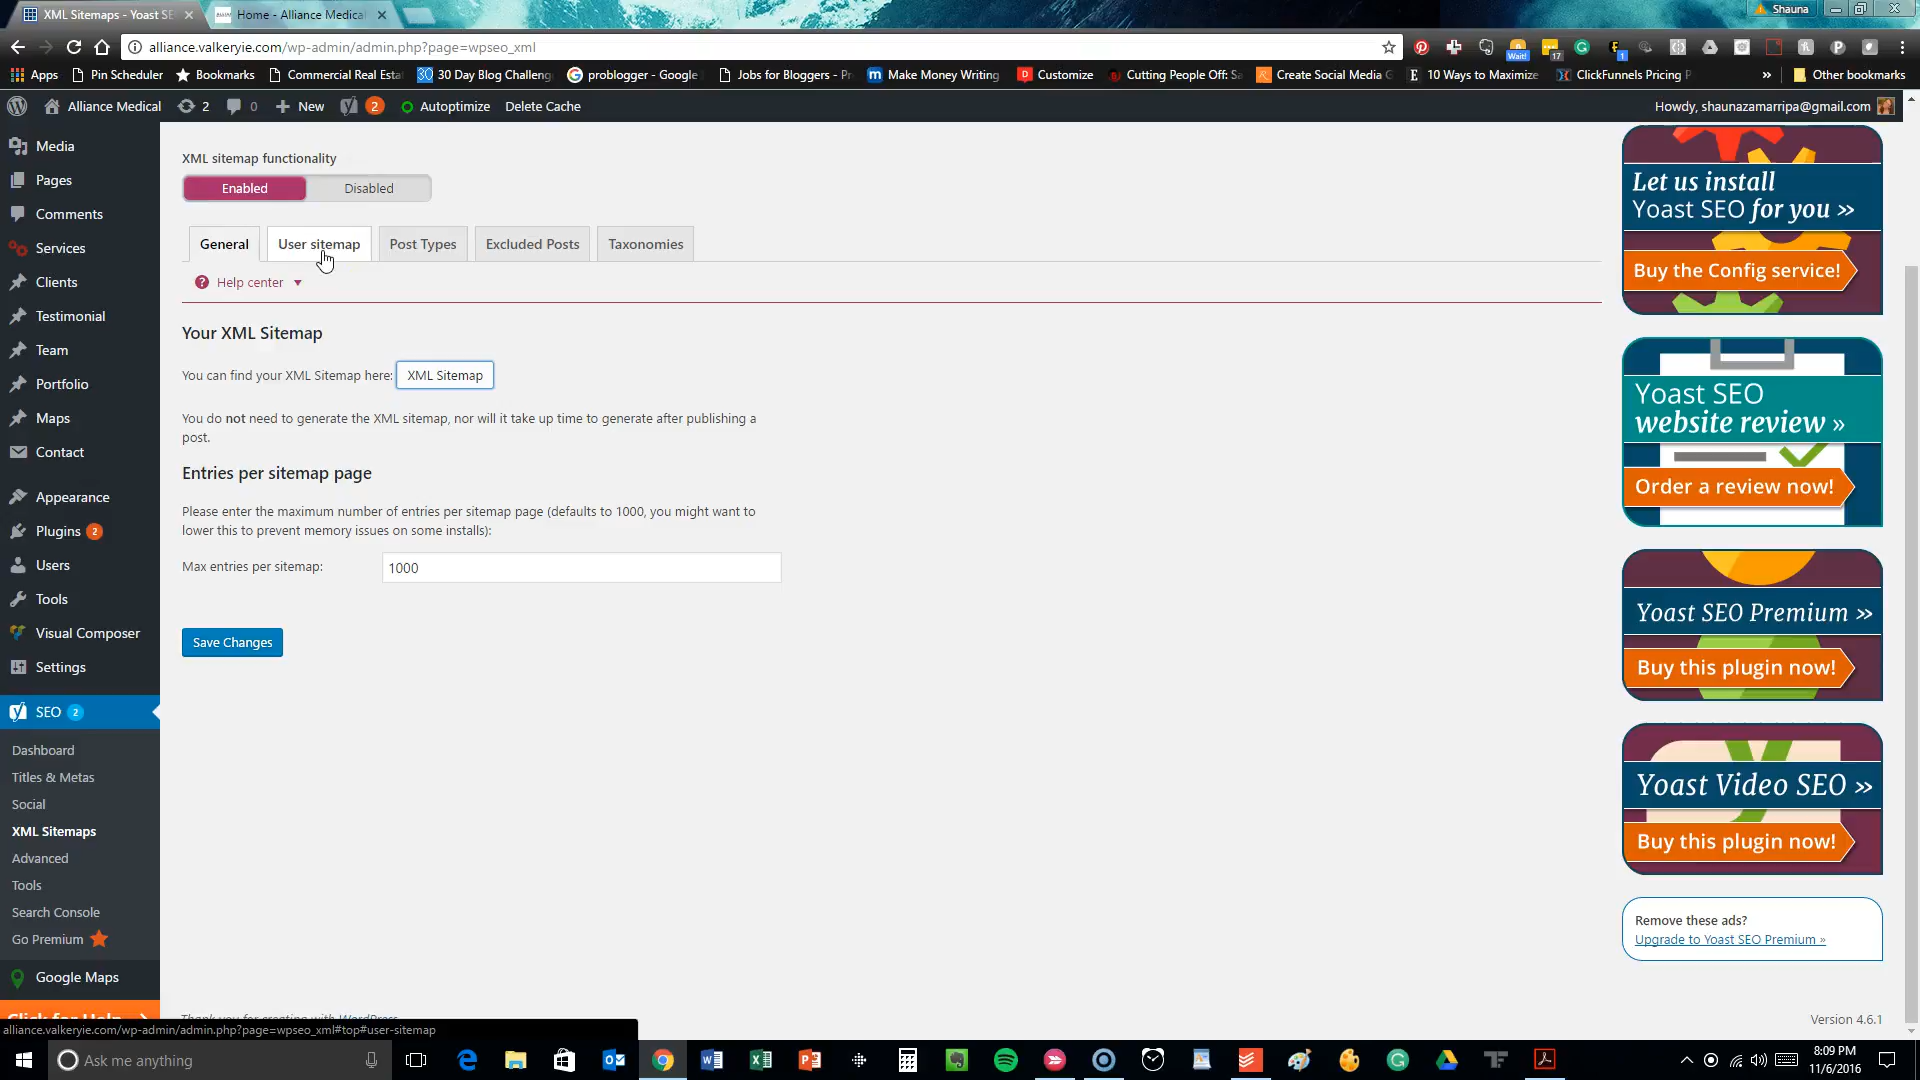 XML Sitemaps - Yoast SE
Home - Alliance Medical
Shauna
alliance.valkeryie.com/wp-admin/admin.php?page=wpseo_xml
Wait!
17
1
Apps
Pin Scheduler
Bookmarks
Commercial Real Esta
30 Day Blog Challeng
problogger - Google
Jobs for Bloggers - Pr
Make Money Writing
Customize
Cutting People Off: Sa
Create Social Media G
10 Ways to Maximize
ClickFunnels Pricing P
»
Other bookmarks
Alliance Medical
2
0
New
2
Autoptimize
Delete Cache
Howdy, shaunazamarripa@gmail.com
Media
Pages
Comments
Services
Clients
Testimonial
Team
Portfolio
Maps
Contact
Appearance
Plugins 2
Users
Tools
Visual Composer
Settings
SEO 2
Dashboard
Titles & Metas
Social
XML Sitemaps
Advanced
Tools
Search Console
Go Premium
Google Maps
Click for Help
XML sitemap functionality
Enabled
Disabled
General
User sitemap
Post Types
Excluded Posts
Taxonomies
Help center
Your XML Sitemap
You can find your XML Sitemap here: XML Sitemap
You do not need to generate the XML sitemap, nor will it take up time to generate after publishing a
post.
Entries per sitemap page
Please enter the maximum number of entries per sitemap page (defaults to 1000, you might want to
lower this to prevent memory issues on some installs):
Max entries per sitemap:
1000
Save Changes
Thank you for creating with WordPress.
Let us install
Yoast SEO for you »
Buy the Config service!
Yoast SEO
website review »
Order a review now!
Yoast SEO Premium »
Buy this plugin now!
Yoast Video SEO »
Buy this plugin now!
Remove these ads?
Upgrade to Yoast SEO Premium »
Version 4.6.1
alliance.valkeryie.com/wp-admin/admin.php?page=wpseo_xml#top#user-sitemap
Ask me anything
8:09 PM
11/6/2016